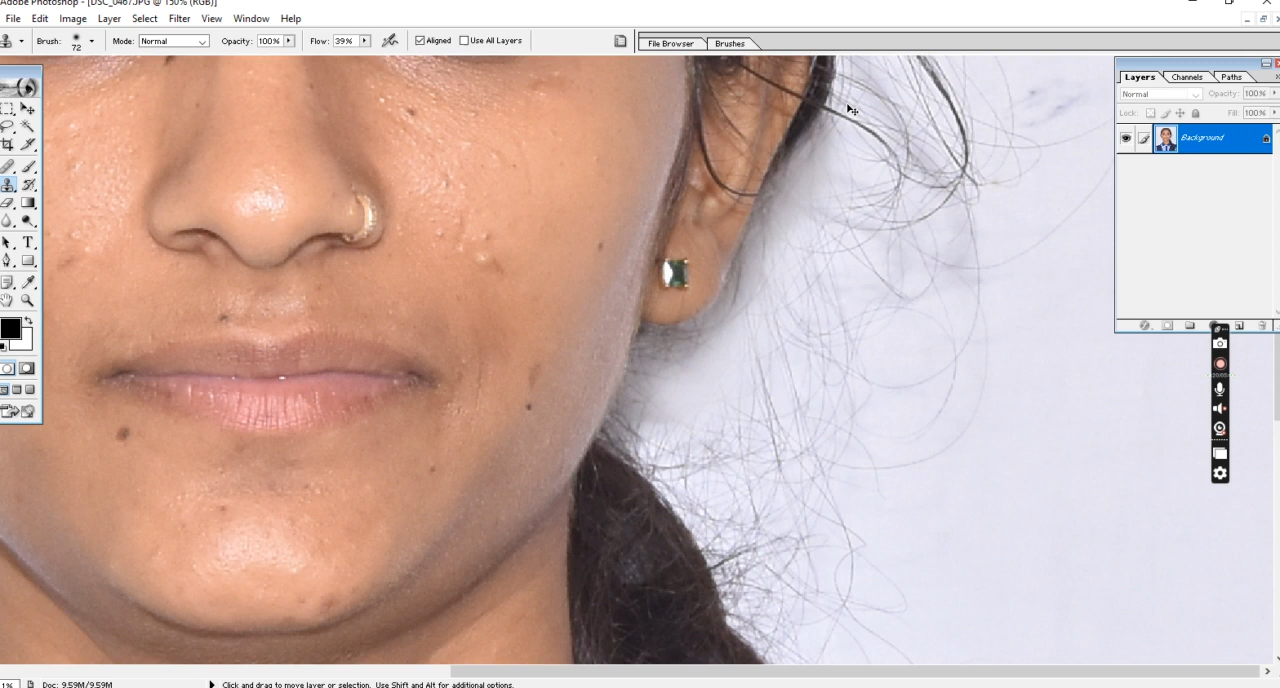 Adobe Photoshop - [DSC_0467.JPG @ 150% (RGB)]
File Edit Image Layer Select Filter View Window Help
Brush: 72 Mode: Normal Opacity: 100% Flow: 39% Aligned Use All Layers File Browser Brushes
Layers Channels Paths
Normal Opacity: 100%
Lock: Fill: 100%
Background
T
1% Doc: 9.59M/9.59M Click and drag to move layer or selection. Use Shift and Alt for additional options.